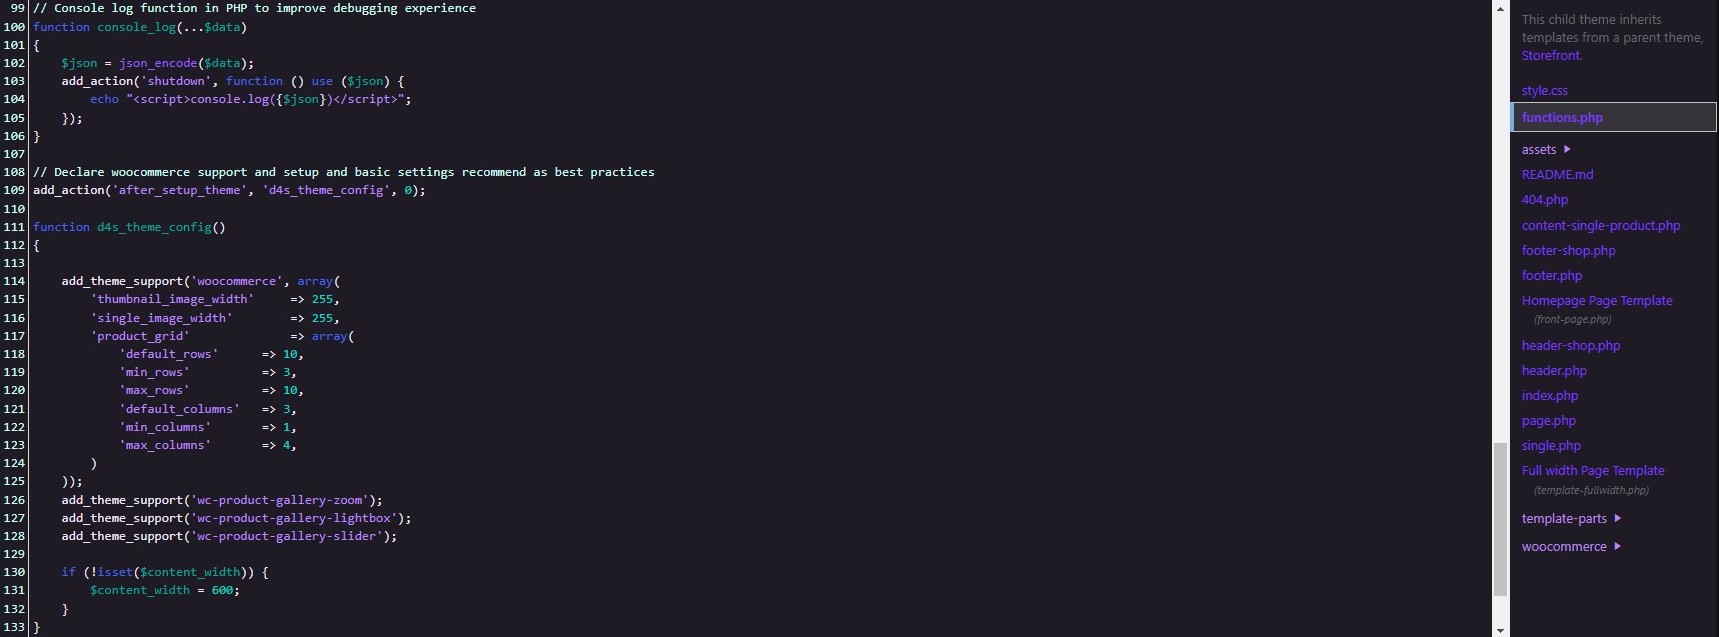 99 // Console log function in PHP to improve debugging experience
100 function console_log(...$data)
101 {
102     $json = json_encode($data);
103     add_action('shutdown', function () use ($json) {
104         echo "<script>console.log({$json})</script>";
105     });
106 }
107
108 // Declare woocommerce support and setup and basic settings recommend as best practices
109 add_action('after_setup_theme', 'd4s_theme_config', 0);
110
111 function d4s_theme_config()
112 {
113
114     add_theme_support('woocommerce', array(
115         'thumbnail_image_width'     => 255,
116         'single_image_width'        => 255,
117         'product_grid'              => array(
118             'default_rows'      => 10,
119             'min_rows'          => 3,
120             'max_rows'          => 10,
121             'default_columns'   => 3,
122             'min_columns'       => 1,
123             'max_columns'       => 4,
124         )
125     ));
126     add_theme_support('wc-product-gallery-zoom');
127     add_theme_support('wc-product-gallery-lightbox');
128     add_theme_support('wc-product-gallery-slider');
129
130     if (!isset($content_width)) {
131         $content_width = 600;
132     }
133 }
This child theme inherits
templates from a parent theme,
Storefront.
style.css
functions.php
assets
README.md
404.php
content-single-product.php
footer-shop.php
footer.php
Homepage Page Template
(front-page.php)
header-shop.php
header.php
index.php
page.php
single.php
Full width Page Template
(template-fullwidth.php)
template-parts
woocommerce